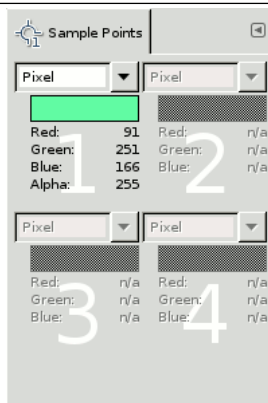 Sample Points
Pixel Pixel
Red: 91 Red: n/a
Green: 251 Green: n/a
Blue: 166 Blue: n/a
Alpha: 255
1 2
Pixel Pixel
Red: n/a Red: n/a
Green: n/a Green: n/a
Blue: n/a Blue: n/a
3 4